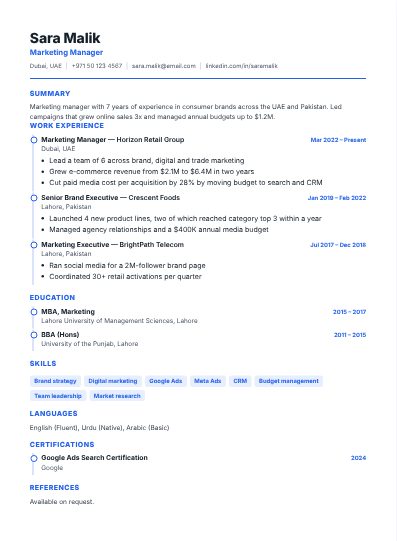 Sara Malik
Marketing Manager
Dubai, UAE | +971 50 123 4567 | sara.malik@email.com | linkedin.com/in/saramalik
SUMMARY
Marketing manager with 7 years of experience in consumer brands across the UAE and Pakistan. Led
campaigns that grew online sales 3x and managed annual budgets up to $1.2M.
WORK EXPERIENCE
Marketing Manager — Horizon Retail Group Mar 2022 – Present
Dubai, UAE
• Lead a team of 6 across brand, digital and trade marketing
• Grew e-commerce revenue from $2.1M to $6.4M in two years
• Cut paid media cost per acquisition by 28% by moving budget to search and CRM
Senior Brand Executive — Crescent Foods Jan 2019 – Feb 2022
Lahore, Pakistan
• Launched 4 new product lines, two of which reached category top 3 within a year
• Managed agency relationships and a $400K annual media budget
Marketing Executive — BrightPath Telecom Jul 2017 – Dec 2018
Lahore, Pakistan
• Ran social media for a 2M-follower brand page
• Coordinated 30+ retail activations per quarter
EDUCATION
MBA, Marketing 2015 – 2017
Lahore University of Management Sciences, Lahore
BBA (Hons) 2011 – 2015
University of the Punjab, Lahore
SKILLS
Brand strategy Digital marketing Google Ads Meta Ads CRM Budget management
Team leadership Market research
LANGUAGES
English (Fluent), Urdu (Native), Arabic (Basic)
CERTIFICATIONS
Google Ads Search Certification 2024
Google
REFERENCES
Available on request.